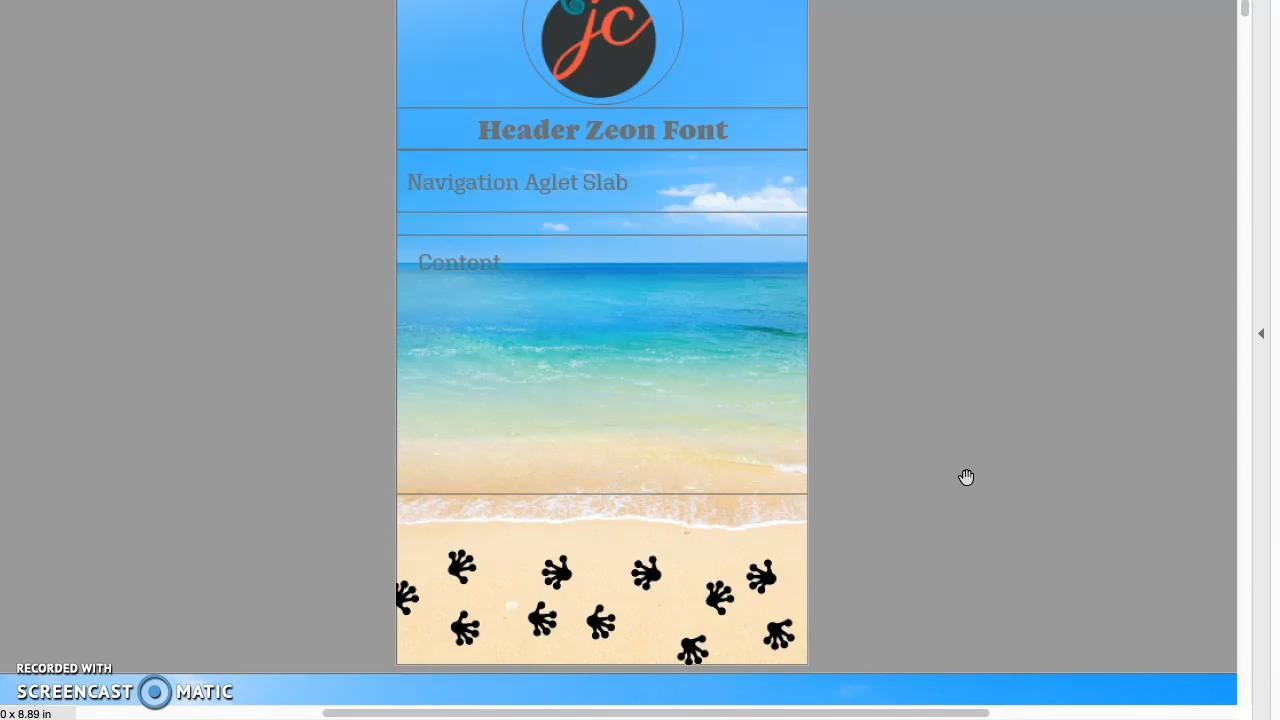 jc
Header Zeon Font
Navigation Aglet Slab
Content
RECORDED WITH
SCREENCAST MATIC
0 x 8.89 in